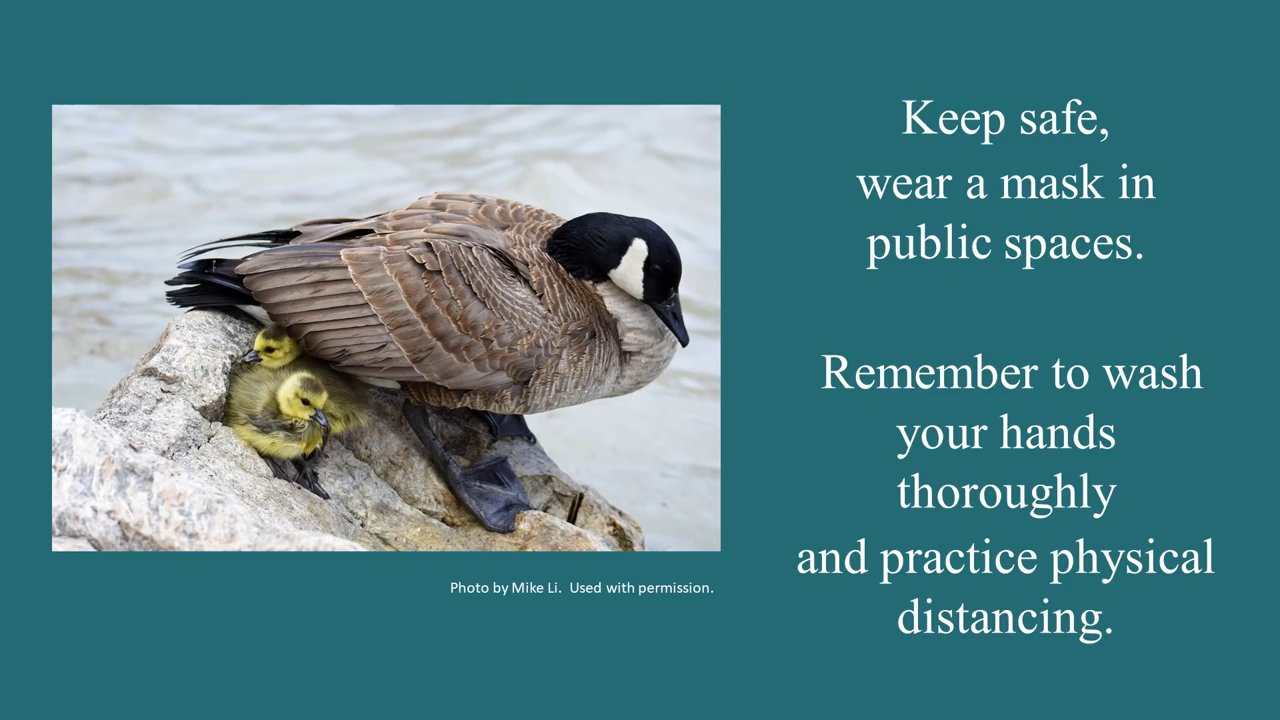 Keep safe,
wear a mask in
public spaces.
Remember to wash
your hands
thoroughly
and practice physical
distancing.
Photo by Mike Li.  Used with permission.